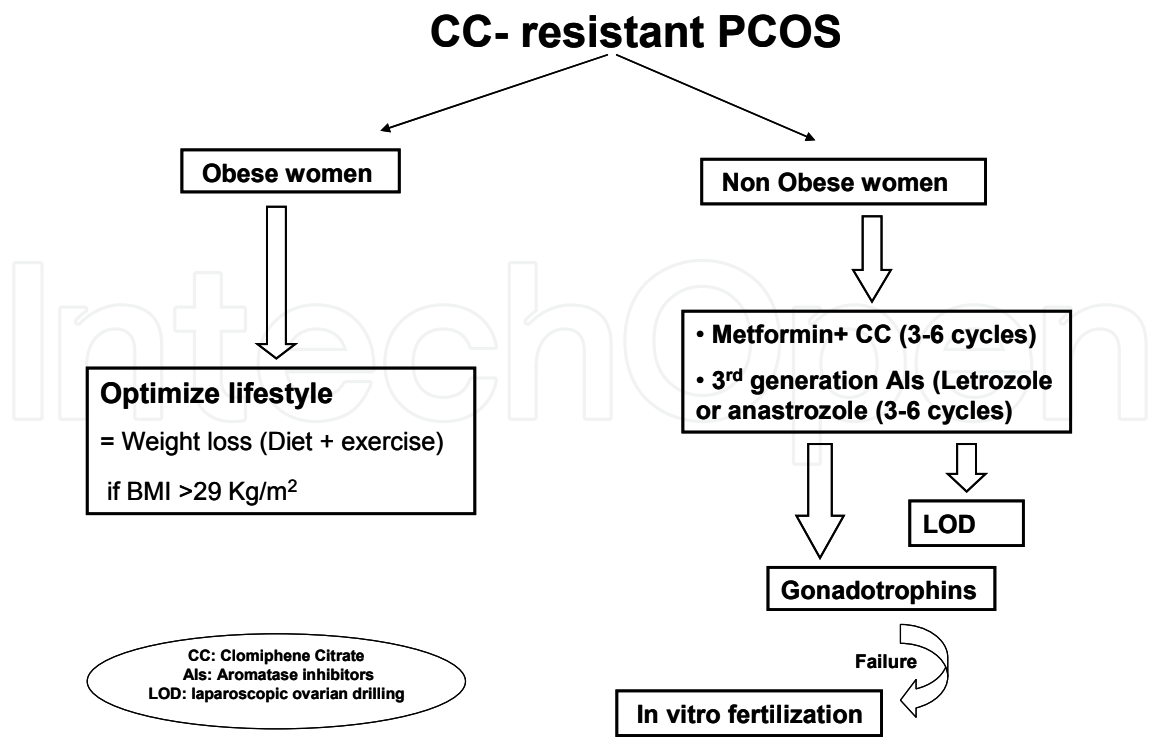 CC- resistant PCOS
Obese women
Non Obese women
IntechOpen
• Metformin+ CC (3-6 cycles)
• 3rd generation AIs (Letrozole
or anastrozole (3-6 cycles)
Optimize lifestyle
= Weight loss (Diet + exercise)
if BMI >29 Kg/m²
LOD
Gonadotrophins
Failure
In vitro fertilization
CC: Clomiphene Citrate
AIs: Aromatase inhibitors
LOD: laparoscopic ovarian drilling